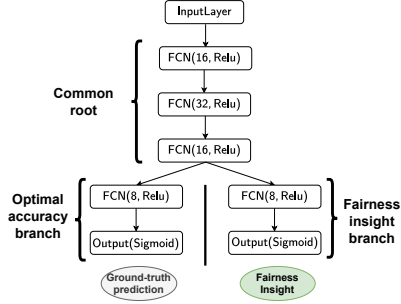 InputLayer
FCN(16, Relu)
Common
root
FCN(32, Relu)
FCN(16, Relu)
Optimal
accuracy
branch
FCN(8, Relu)
FCN(8, Relu)
Fairness
insight
branch
Output(Sigmoid)
Output(Sigmoid)
Ground-truth
prediction
Fairness
Insight